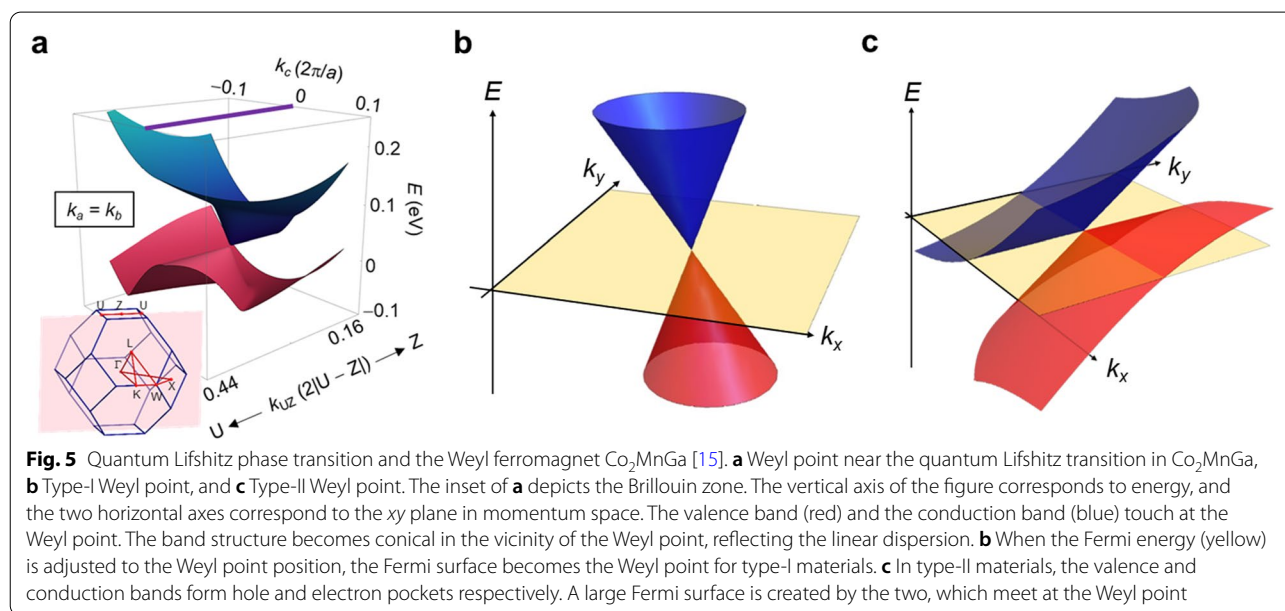 a
b
c
k_c (2π/a)
−0.1
0
0.1
0.2
0.1
0
−0.1
E (eV)
k_a = k_b
0.16
0.44
U ← k_UZ (2|U − Z|) → Z
U Z U
L
Γ
X
K W
E
k_y
k_x
E
k_y
k_x
Fig. 5 Quantum Lifshitz phase transition and the Weyl ferromagnet Co₂MnGa [15]. a Weyl point near the quantum Lifshitz transition in Co₂MnGa,
b Type-I Weyl point, and c Type-II Weyl point. The inset of a depicts the Brillouin zone. The vertical axis of the figure corresponds to energy, and
the two horizontal axes correspond to the xy plane in momentum space. The valence band (red) and the conduction band (blue) touch at the
Weyl point. The band structure becomes conical in the vicinity of the Weyl point, reflecting the linear dispersion. b When the Fermi energy (yellow)
is adjusted to the Weyl point position, the Fermi surface becomes the Weyl point for type-I materials. c In type-II materials, the valence and
conduction bands form hole and electron pockets respectively. A large Fermi surface is created by the two, which meet at the Weyl point